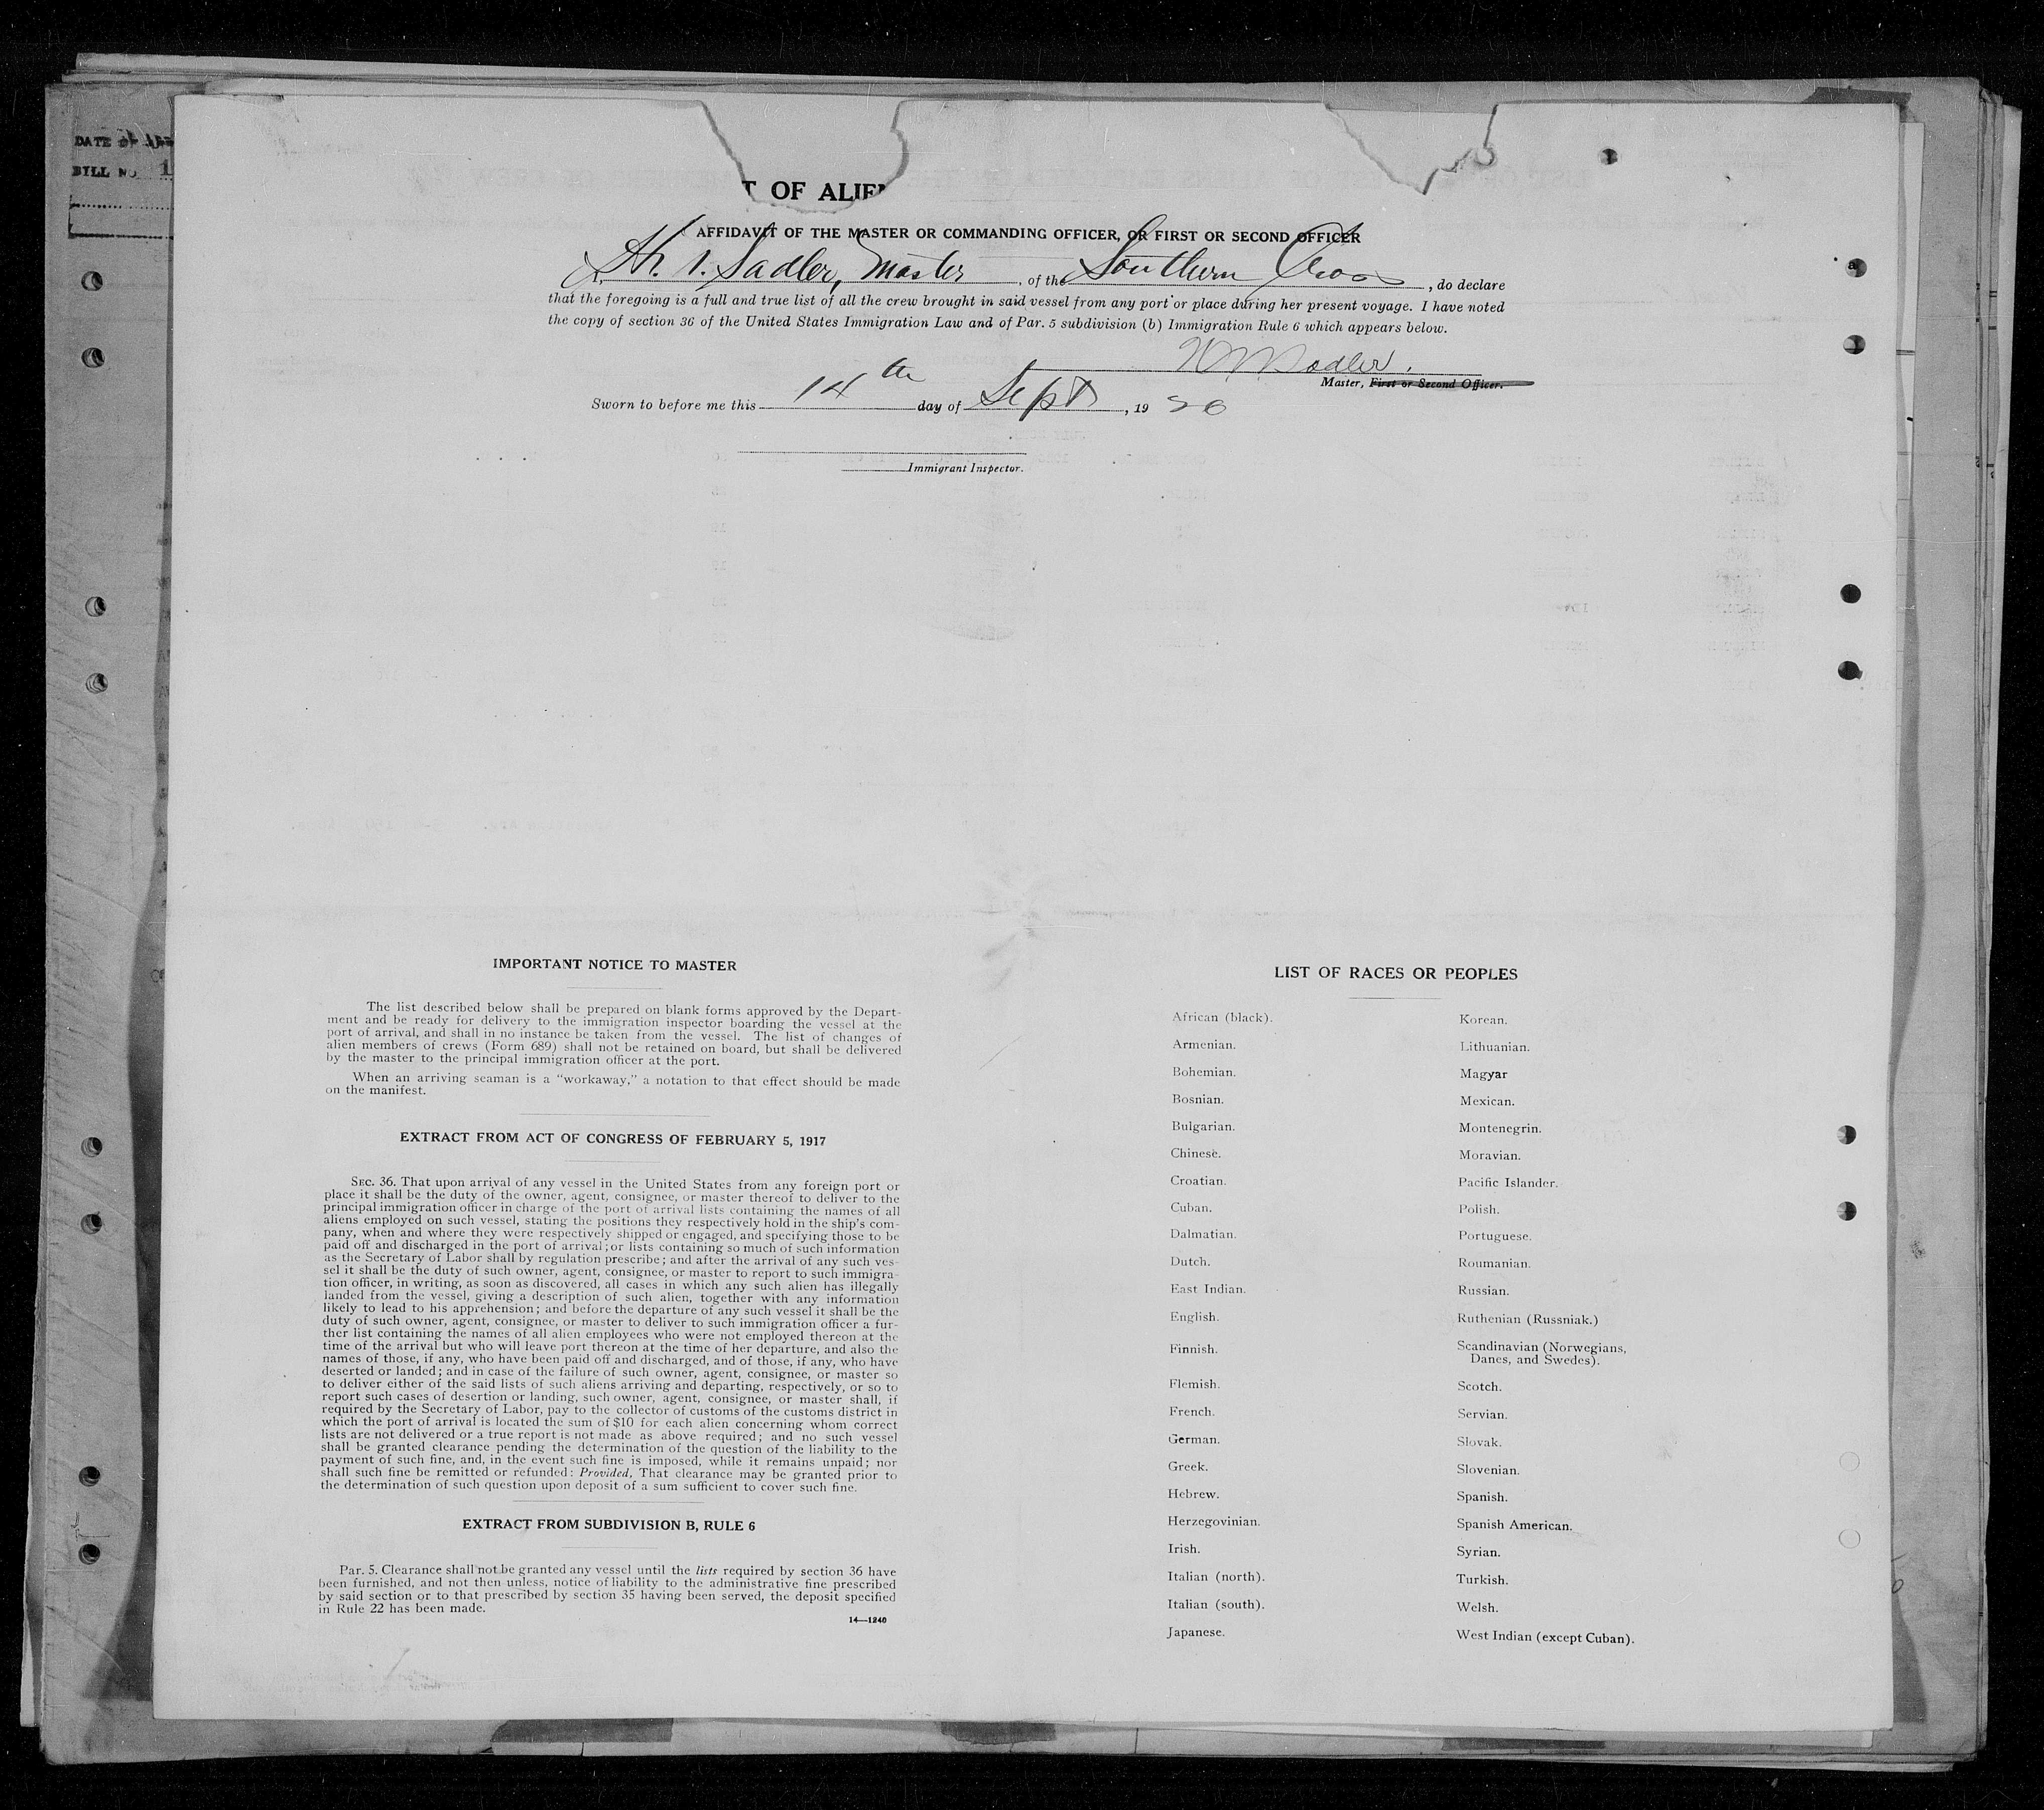 DATE
BILL NO 1
T OF ALIEN
AFFIDAVIT OF THE MASTER OR COMMANDING OFFICER, OR FIRST OR SECOND OFFICER
Sadler, Master, of the Southern Cross, do declare
that the foregoing is a full and true list of all the crew brought in said vessel from any port or place during her present voyage. I have noted
the copy of section 36 of the United States Immigration Law and of Par. 5 subdivision (b) Immigration Rule 6 which appears below.
Sadler.
Master, First or Second Officer.
Sworn to before me this 14th day of Sept, 19
Immigrant Inspector.
IMPORTANT NOTICE TO MASTER
The list described below shall be prepared on blank forms approved by the Depart-
ment and be ready for delivery to the immigration inspector boarding the vessel at the
port of arrival, and shall in no instance be taken from the vessel. The list of changes of
alien members of crews (Form 689) shall not be retained on board, but shall be delivered
by the master to the principal immigration officer at the port.
When an arriving seaman is a "workaway," a notation to that effect should be made
on the manifest.
EXTRACT FROM ACT OF CONGRESS OF FEBRUARY 5, 1917
SEC. 36. That upon arrival of any vessel in the United States from any foreign port or
place it shall be the duty of the owner, agent, consignee, or master thereof to deliver to the
principal immigration officer in charge of the port of arrival lists containing the names of all
aliens employed on such vessel, stating the positions they respectively hold in the ship's com-
pany, when and where they were respectively shipped or engaged, and specifying those to be
paid off and discharged in the port of arrival; or lists containing so much of such information
as the Secretary of Labor shall by regulation prescribe; and after the arrival of any such ves-
sel it shall be the duty of such owner, agent, consignee, or master to report to such immigra-
tion officer, in writing, as soon as discovered, all cases in which any such alien has illegally
landed from the vessel, giving a description of such alien, together with any information
likely to lead to his apprehension; and before the departure of any such vessel it shall be the
duty of such owner, agent, consignee, or master to deliver to such immigration officer a fur-
ther list containing the names of all alien employees who were not employed thereon at the
time of the arrival but who will leave port thereon at the time of her departure, and also the
names of those, if any, who have been paid off and discharged, and of those, if any, who have
deserted or landed; and in case of the failure of such owner, agent, consignee, or master so
to deliver either of the said lists of such aliens arriving and departing, respectively, or so to
report such cases of desertion or landing, such owner, agent, consignee, or master shall, if
required by the Secretary of Labor, pay to the collector of customs of the customs district in
which the port of arrival is located the sum of $10 for each alien concerning whom correct
lists are not delivered or a true report is not made as above required; and no such vessel
shall be granted clearance pending the determination of the question of the liability to the
payment of such fine, and, in the event such fine is imposed, while it remains unpaid; nor
shall such fine be remitted or refunded: Provided, That clearance may be granted prior to
the determination of such question upon deposit of a sum sufficient to cover such fine.
EXTRACT FROM SUBDIVISION B, RULE 6
Par. 5. Clearance shall not be granted any vessel until the lists required by section 36 have
been furnished, and not then unless, notice of liability to the administrative fine prescribed
by said section or to that prescribed by section 35 having been served, the deposit specified
in Rule 22 has been made.
14—1240
LIST OF RACES OR PEOPLES
African (black).
Armenian.
Bohemian.
Bosnian.
Bulgarian.
Chinese.
Croatian.
Cuban.
Dalmatian.
Dutch.
East Indian.
English.
Finnish.
Flemish.
French.
German.
Greek.
Hebrew.
Herzegovinian.
Irish.
Italian (north).
Italian (south).
Japanese.
Korean.
Lithuanian.
Magyar
Mexican.
Montenegrin.
Moravian.
Pacific Islander.
Polish.
Portuguese.
Roumanian.
Russian.
Ruthenian (Russniak.)
Scandinavian (Norwegians,
Danes, and Swedes).
Scotch.
Servian.
Slovak.
Slovenian.
Spanish.
Spanish American.
Syrian.
Turkish.
Welsh.
West Indian (except Cuban).